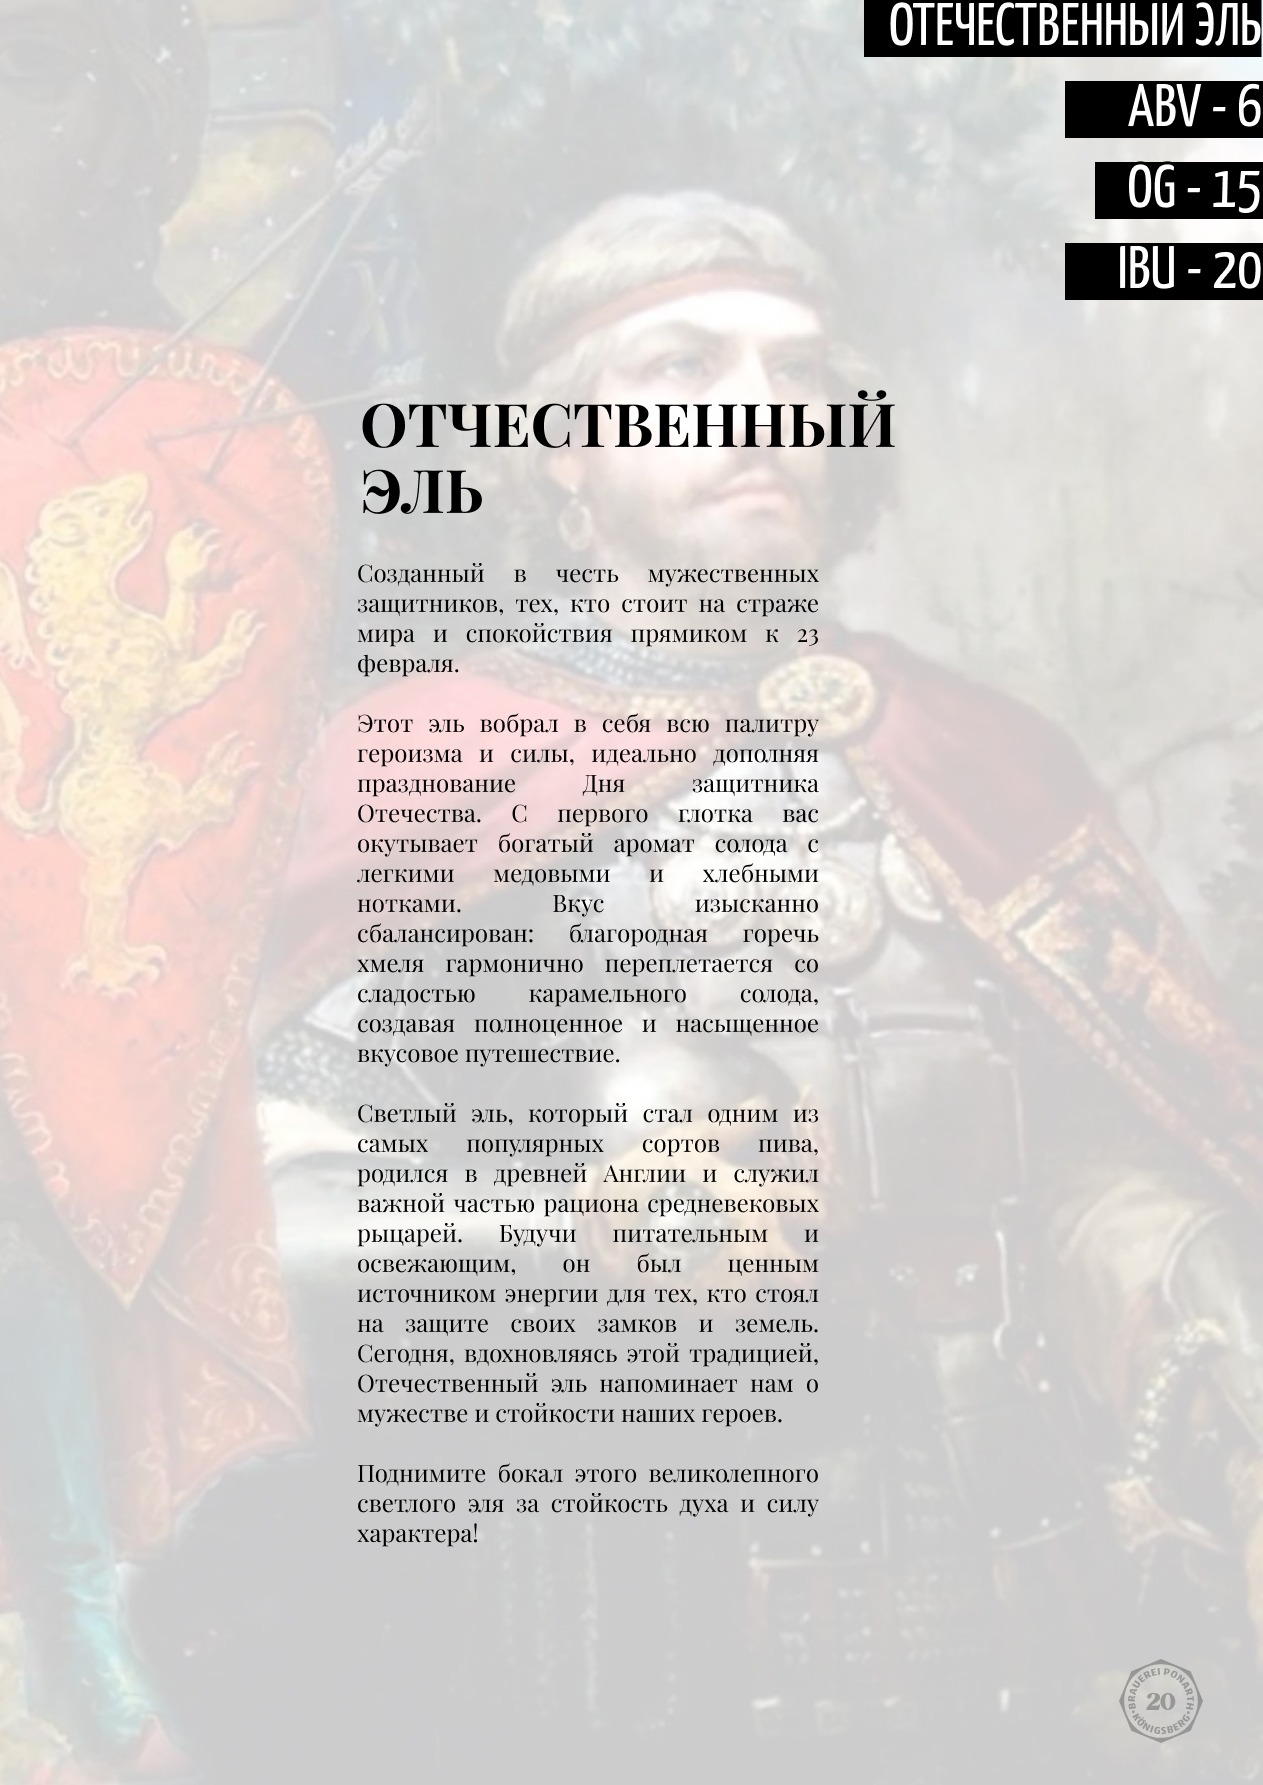 ОТЕЧЕСТВЕННЫЙ ЭЛЬ
ABV - 6
OG - 15
IBU - 20
ОТЧЕСТВЕННЫЙ
ЭЛЬ
Созданный в честь мужественных
защитников, тех, кто стоит на страже
мира и спокойствия прямиком к 23
февраля.
Этот эль вобрал в себя всю палитру
героизма и силы, идеально дополняя
празднование Дня защитника
Отечества. С первого глотка вас
окутывает богатый аромат солода с
легкими медовыми и хлебными
нотками. Вкус изысканно
сбалансирован: благородная горечь
хмеля гармонично переплетается со
сладостью карамельного солода,
создавая полноценное и насыщенное
вкусовое путешествие.
Светлый эль, который стал одним из
самых популярных сортов пива,
родился в древней Англии и служил
важной частью рациона средневековых
рыцарей. Будучи питательным и
освежающим, он был ценным
источником энергии для тех, кто стоял
на защите своих замков и земель.
Сегодня, вдохновляясь этой традицией,
Отечественный эль напоминает нам о
мужестве и стойкости наших героев.
Поднимите бокал этого великолепного
светлого эля за стойкость духа и силу
характера!
BRAUEREI PONARTH
20
KÖNIGSBERG